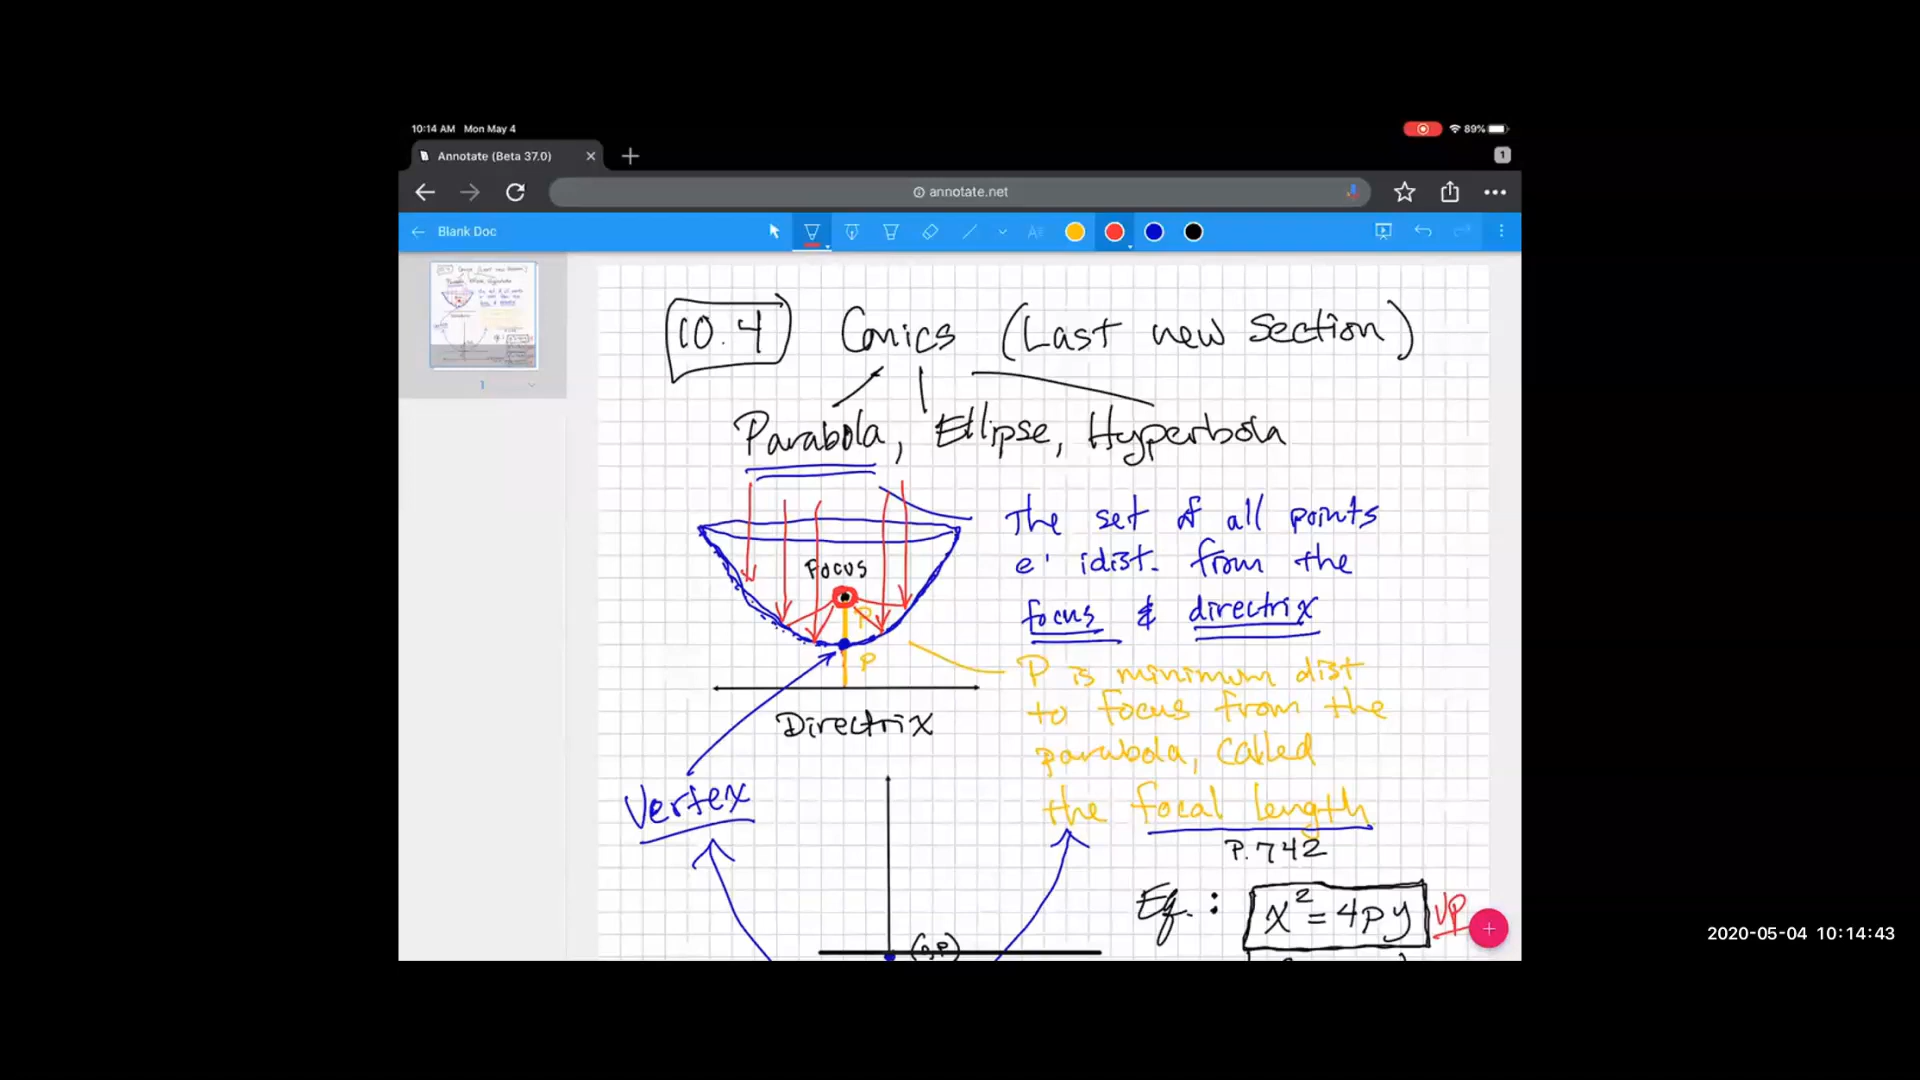 10:14 AM Mon May 4
89%
Annotate (Beta 37.0)
1
annotate.net
Blank Doc
1
10.4 Conics (Last new section)
Parabola, Ellipse, Hyperbola
The set of all points
e' idist. from the
focus & directrix
Focus
P
P
P is minimum dist
to focus from the
parabola, called
the focal length
Directrix
Vertex
P. 742
Eq. : x² = 4py UP
2020-05-04 10:14:43